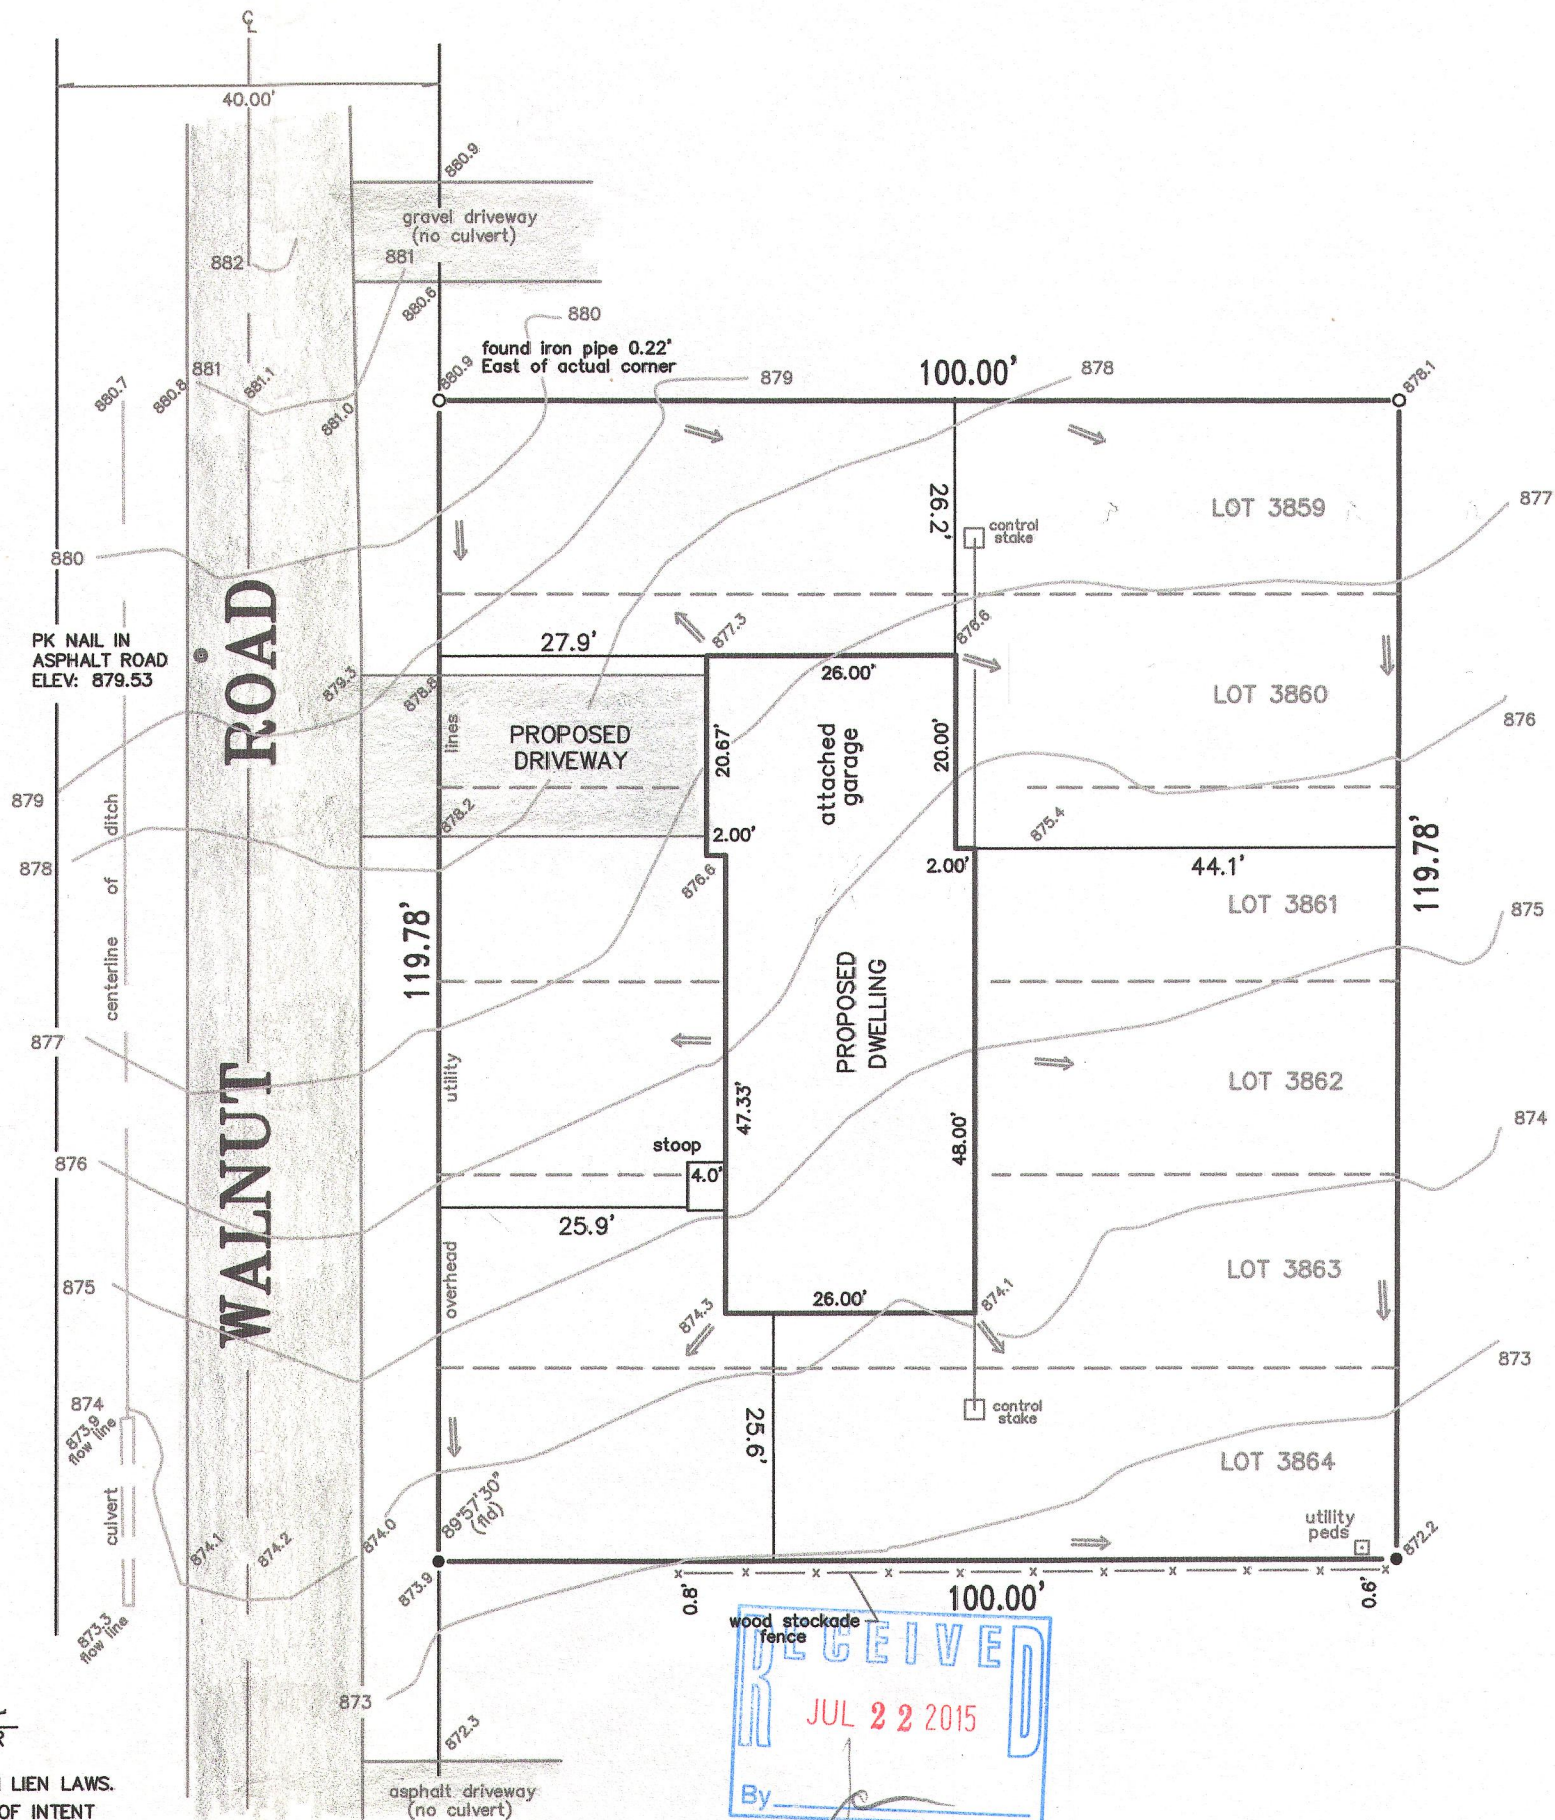 ℄
40.00'
880.9
gravel driveway
(no culvert)
882
881
880.6
880
found iron pipe 0.22'
East of actual corner
880.9
880.7
880.8
881
881.1
881.0
879
100.00'
878
878.1
26.2'
control
stake
LOT 3859
877
880
PK NAIL IN
ASPHALT ROAD
ELEV: 879.53
WALNUT ROAD
27.9'
877.3
876.6
26.00'
LOT 3860
876
879.3
878.8
lines
PROPOSED
DRIVEWAY
20.67'
attached
garage
20.00'
879
centerline of ditch
878.2
2.00'
875.4
2.00'
44.1'
119.78'
878
876.6
LOT 3861
875
119.78'
PROPOSED
DWELLING
877
utility
LOT 3862
47.33'
48.00'
874
876
stoop
4.0'
25.9'
875
overhead
LOT 3863
874.3
26.00'
874.1
873
874
873.9
flow line
control
stake
25.6'
LOT 3864
culvert
89°57'30"
(fld)
utility
peds
874.1
874.2
874.0
873.9
872.2
0.8'
100.00'
0.6'
873.3
flow line
wood stockade
fence
RECEIVED
873
JUL 22 2015
872.3
LIEN LAWS.
asphalt driveway
(no culvert)
By
OF INTENT